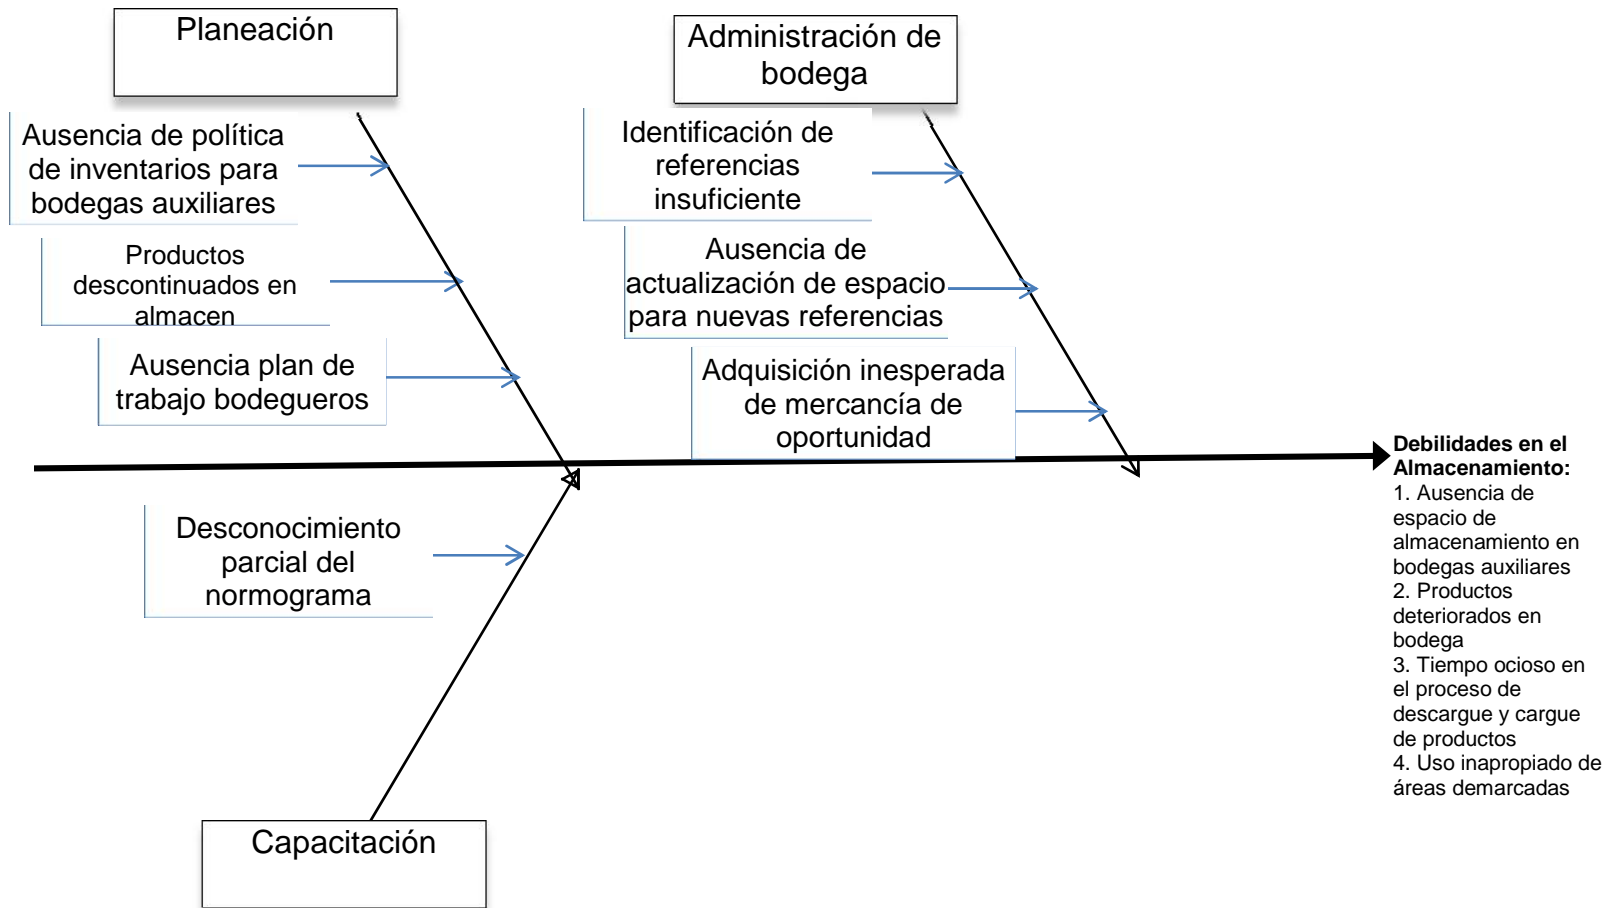 Planeación
Administración de
bodega
Ausencia de política
de inventarios para
bodegas auxiliares
Productos
descontinuados en
almacen
Ausencia plan de
trabajo bodegueros
Identificación de
referencias
insuficiente
Ausencia de
actualización de espacio
para nuevas referencias
Adquisición inesperada
de mercancía de
oportunidad
Debilidades en el
Almacenamiento:
1. Ausencia de
espacio de
almacenamiento en
bodegas auxiliares
2. Productos
deteriorados en
bodega
3. Tiempo ocioso en
el proceso de
descargue y cargue
de productos
4. Uso inapropiado de
áreas demarcadas
Desconocimiento
parcial del
normograma
Capacitación